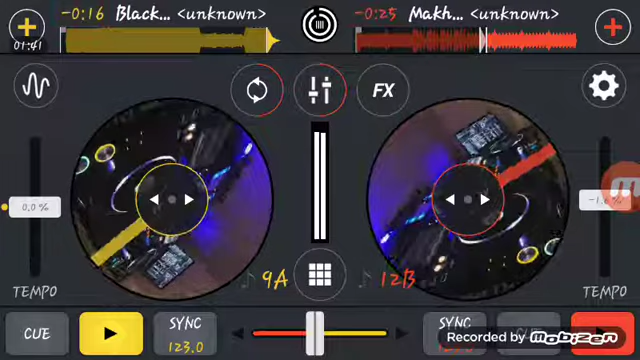 -0:16 Black... <unknown>
-0:25 Makh... <unknown>
01:41
FX
0,0 %
-1,6 %
9A
12B
TEMPO
TEMPO
CUE
SYNC
123.0
SYNC
CUE
Recorded by MOBIZEN